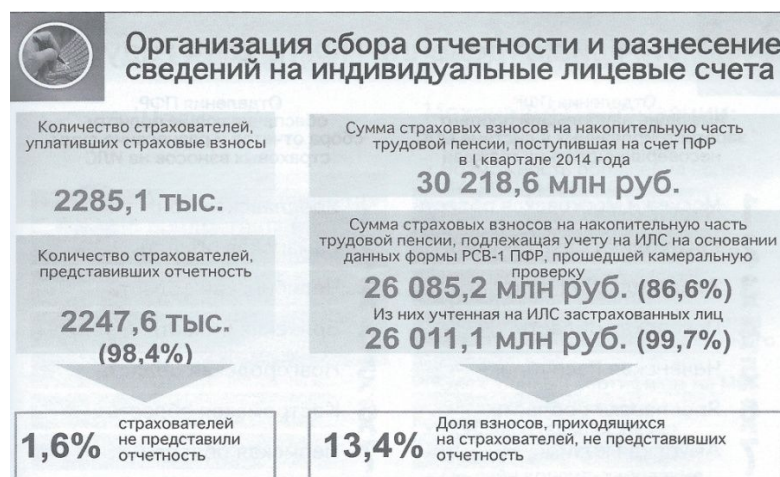 Организация сбора отчетности и разнесение
сведений на индивидуальные лицевые счета
Количество страхователей,
уплативших страховые взносы
2285,1 тыс.
Сумма страховых взносов на накопительную часть
трудовой пенсии, поступившая на счет ПФР
в I квартале 2014 года
30 218,6 млн руб.
Количество страхователей,
представивших отчетность
2247,6 тыс.
(98,4%)
Сумма страховых взносов на накопительную часть
трудовой пенсии, подлежащая учету на ИЛС на основании
данных формы РСВ-1 ПФР, прошедшей камеральную
проверку
26 085,2 млн руб. (86,6%)
Из них учтенная на ИЛС застрахованных лиц
26 011,1 млн руб. (99,7%)
1,6% страхователей
не представили
отчетность
13,4% Доля взносов, приходящихся
на страхователей, не представивших
отчетность